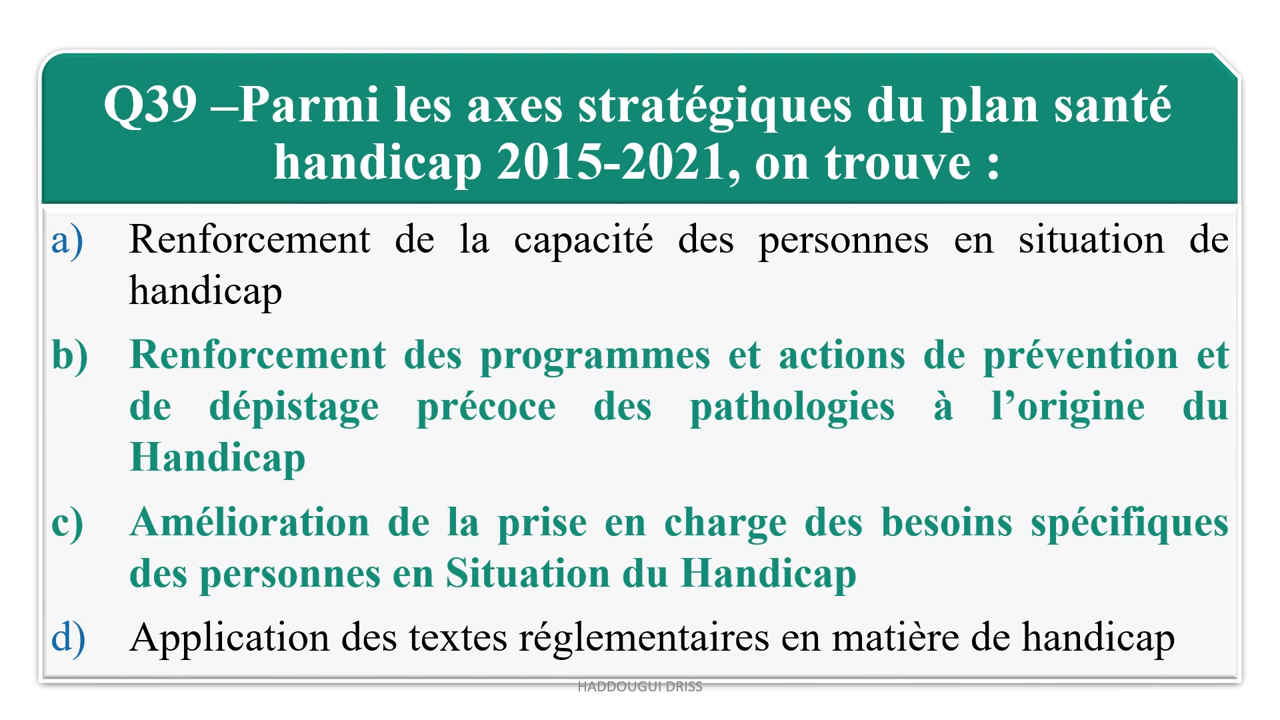 Q39 –Parmi les axes stratégiques du plan santé
handicap 2015-2021, on trouve :
a) Renforcement de la capacité des personnes en situation de
handicap
b) Renforcement des programmes et actions de prévention et
de dépistage précoce des pathologies à l’origine du
Handicap
c) Amélioration de la prise en charge des besoins spécifiques
des personnes en Situation du Handicap
d) Application des textes réglementaires en matière de handicap
HADDOUGUI DRISS